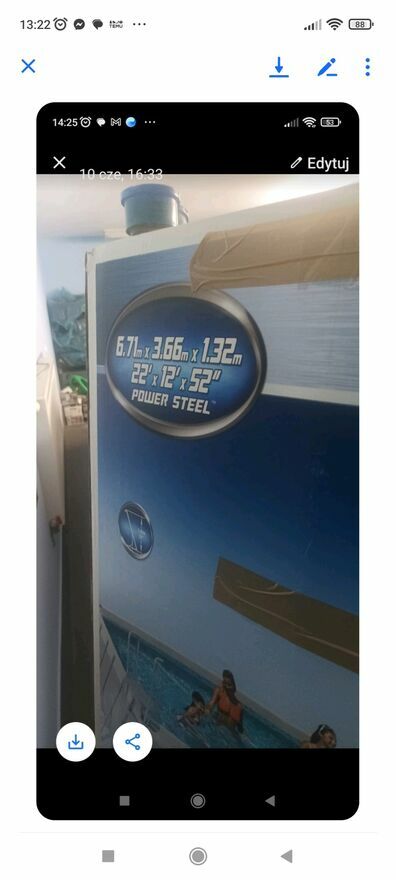 13:22
88
14:25
53
Edytuj
10 cze, 16:33
6.71m x 3.66m x 1.32m
22' x 12' x 52"
POWER STEEL™